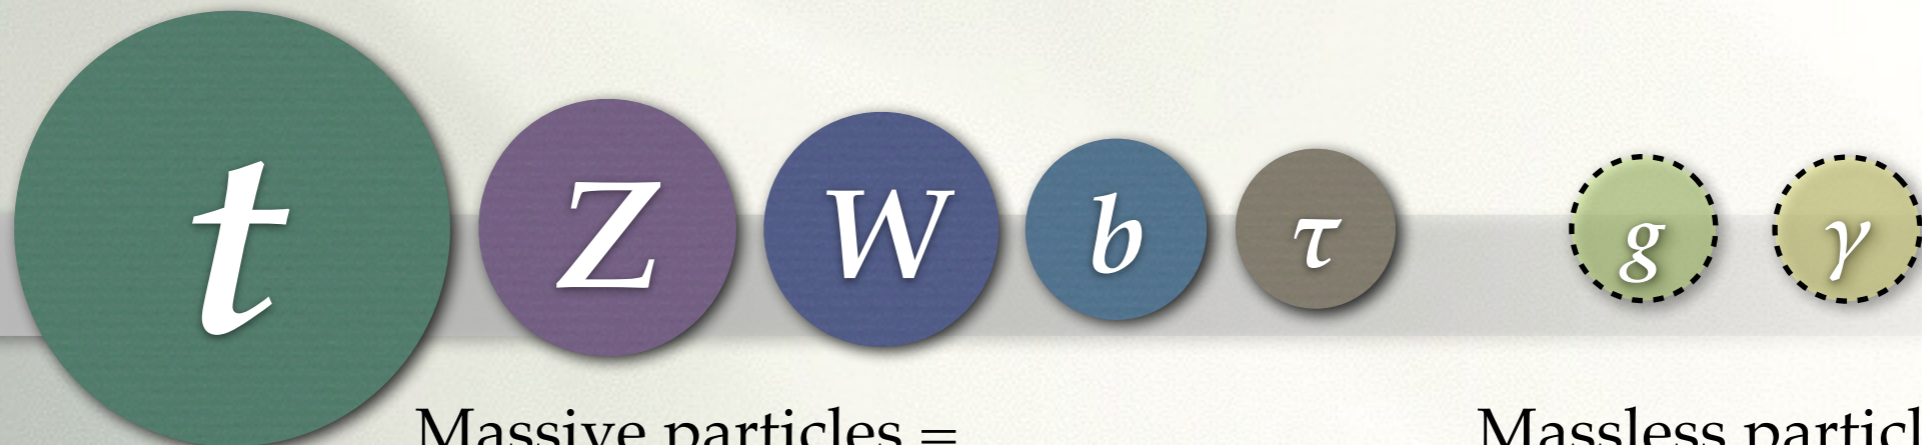 t Z W b τ g γ
Massive particles =
Massless